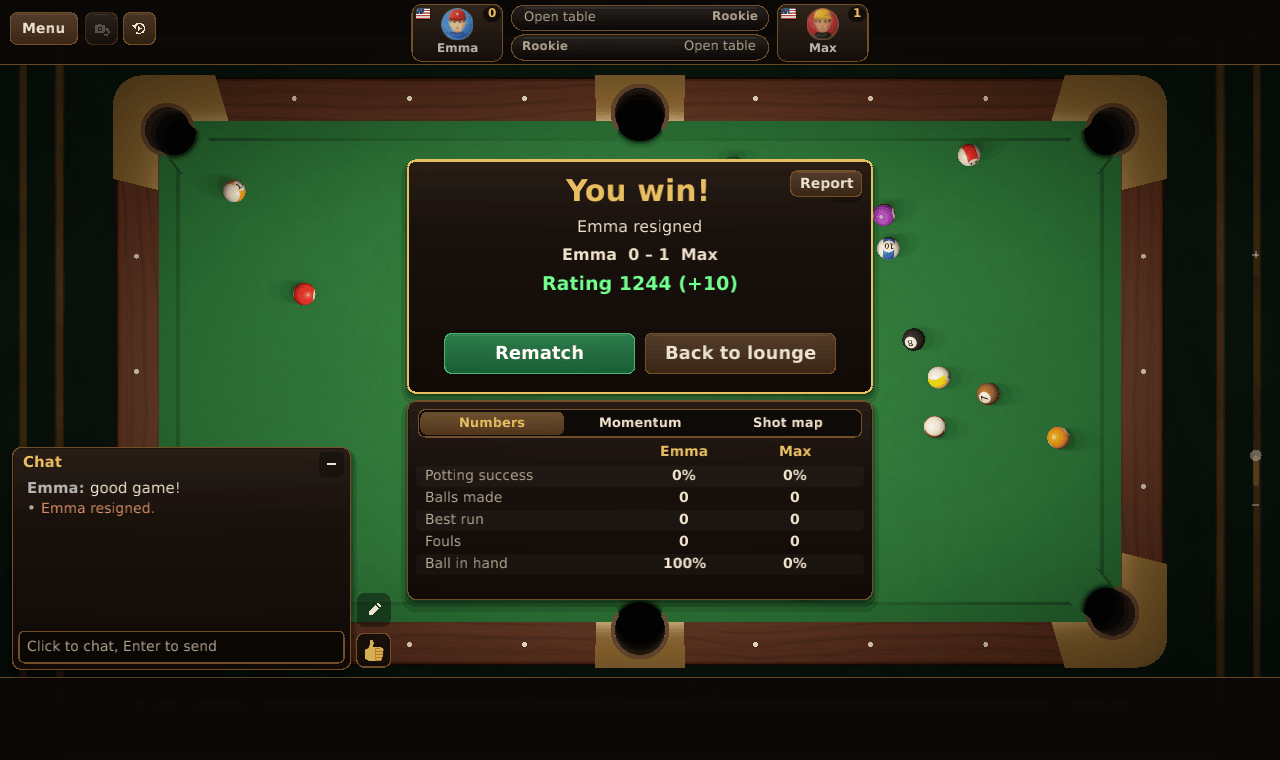 Menu
0
Emma
Open table Rookie
Rookie Open table
1
Max
You win!
Report
Emma resigned
Emma 0 – 1 Max
Rating 1244 (+10)
Rematch
Back to lounge
Numbers Momentum Shot map
Emma Max
Potting success 0% 0%
Balls made 0 0
Best run 0 0
Fouls 0 0
Ball in hand 100% 0%
10
8
7
Chat
Emma: good game!
• Emma resigned.
Click to chat, Enter to send